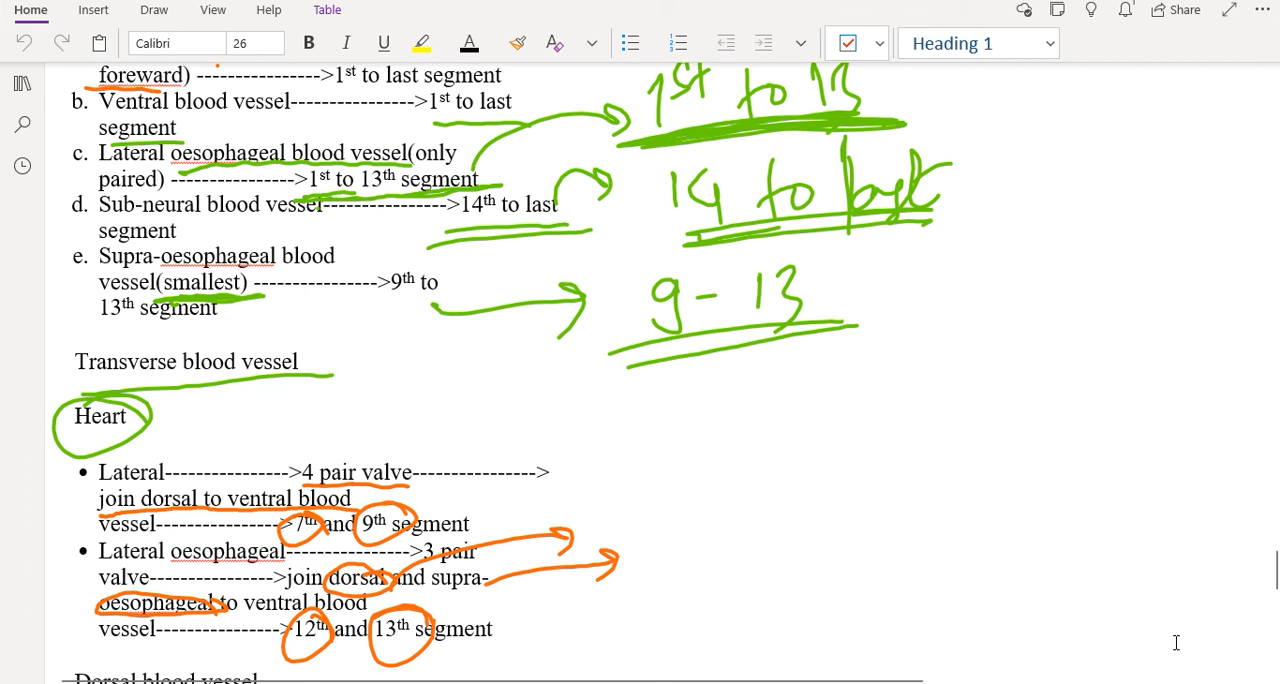 Home Insert Draw View Help Table Share
Calibri 26 B I U A A Heading 1
foreward) ---------------->1st to last segment
b. Ventral blood vessel---------------->1st to last
segment
c. Lateral oesophageal blood vessel(only
paired) ---------------->1st to 13th segment
d. Sub-neural blood vessel---------------->14th to last
segment
e. Supra-oesophageal blood
vessel(smallest) ---------------->9th to
13th segment
1st to 13
14 to last
9 - 13
Transverse blood vessel
Heart
• Lateral---------------->4 pair valve---------------->
join dorsal to ventral blood
vessel---------------->7th and 9th segment
• Lateral oesophageal---------------->3 pair
valve---------------->join dorsal and supra-
oesophageal to ventral blood
vessel---------------->12th and 13th segment
Dorsal blood vessel